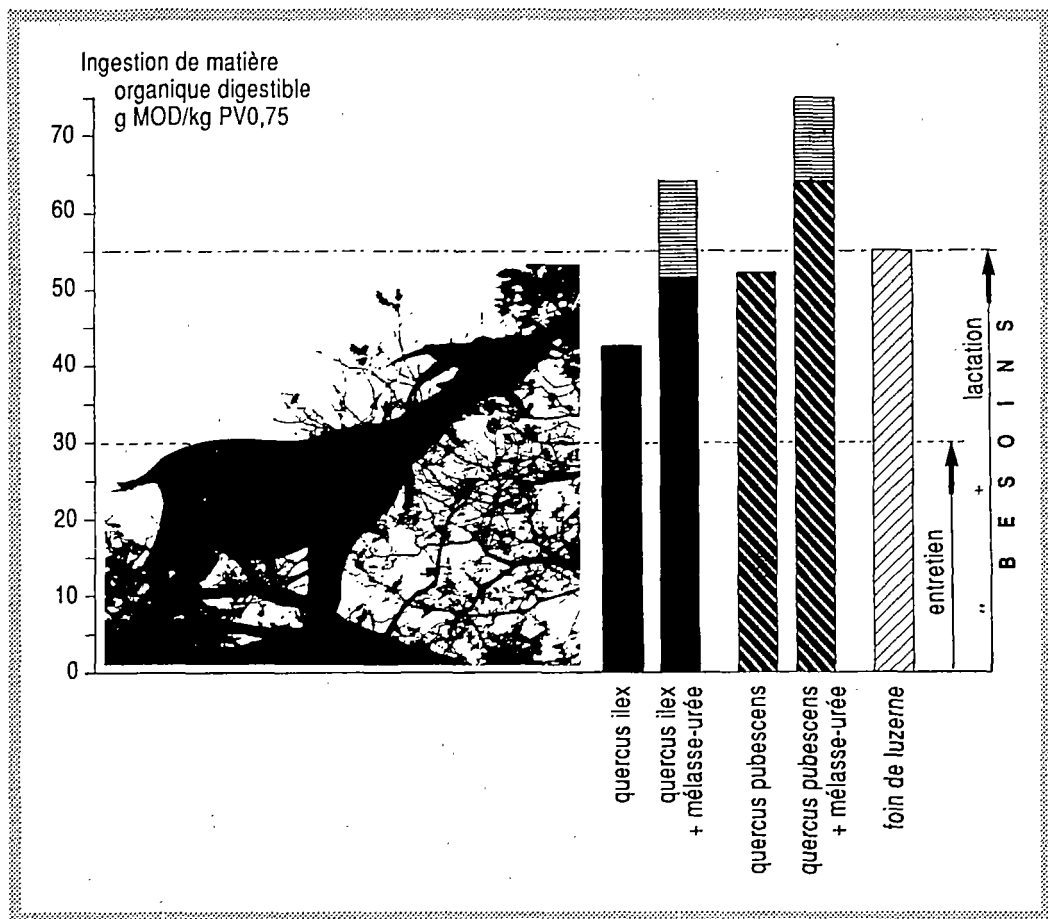 Ingestion de matière
organique digestible
g MOD/kg PV0,75
70
60
50
40
30
20
10
0
quercus ilex
quercus ilex
+ mélasse-urée
quercus pubescens
quercus pubescens
+ mélasse-urée
foin de luzerne
entretien
" + lactation
BESOINS